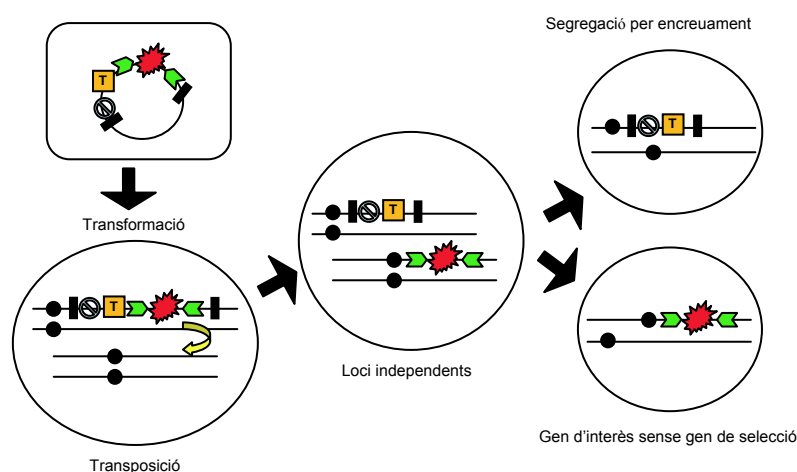 Segregació per encreuament
T
T
T
Transformació
T
Loci independents
Gen d'interès sense gen de selecció
Transposició